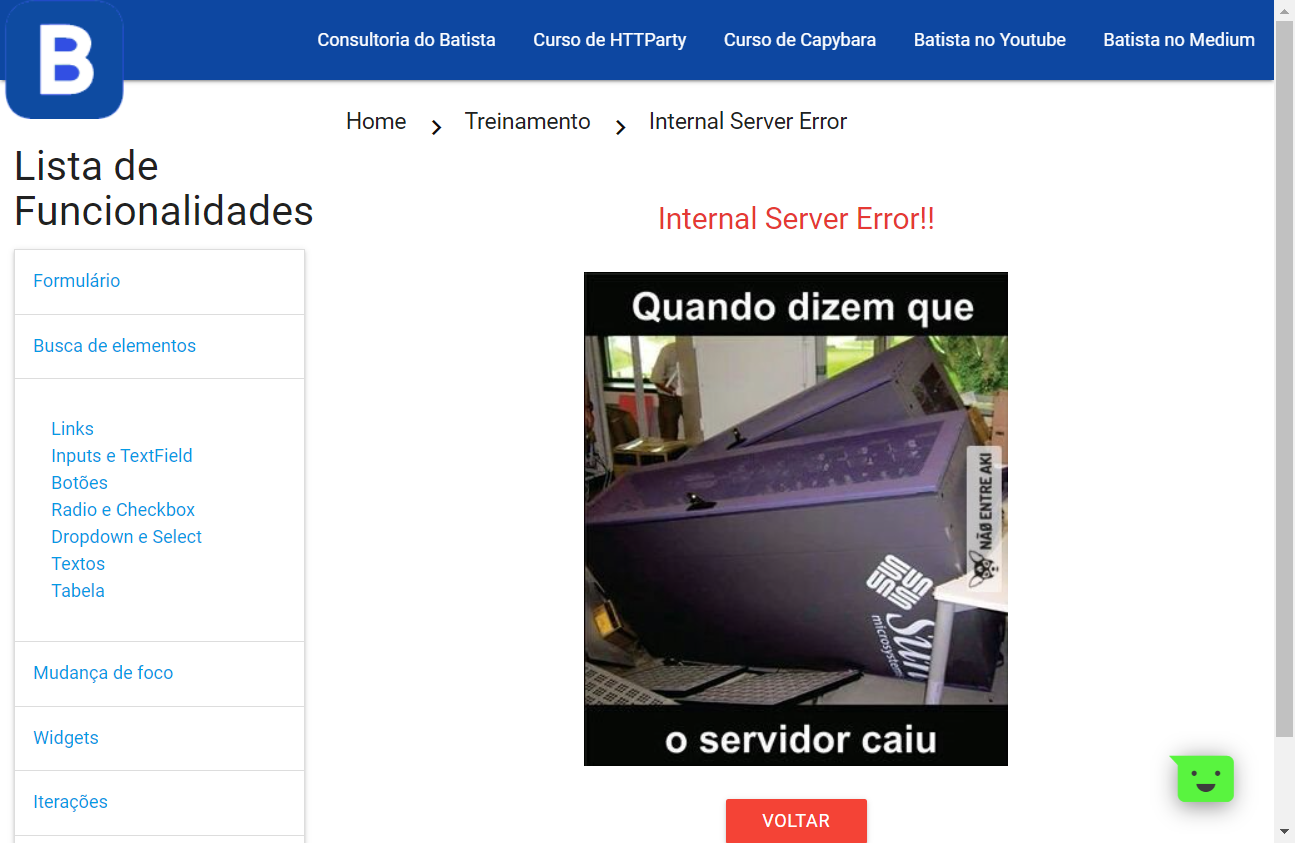 B
Consultoria do Batista
Curso de HTTParty
Curso de Capybara
Batista no Youtube
Batista no Medium
Home
Treinamento
Internal Server Error
Lista de
Funcionalidades
Formulário
Busca de elementos
Links
Inputs e TextField
Botões
Radio e Checkbox
Dropdown e Select
Textos
Tabela
Mudança de foco
Widgets
Iterações
Internal Server Error!!
Quando dizem que
NÃO ENTRE AKI
Sun
microsystems
o servidor caiu
VOLTAR